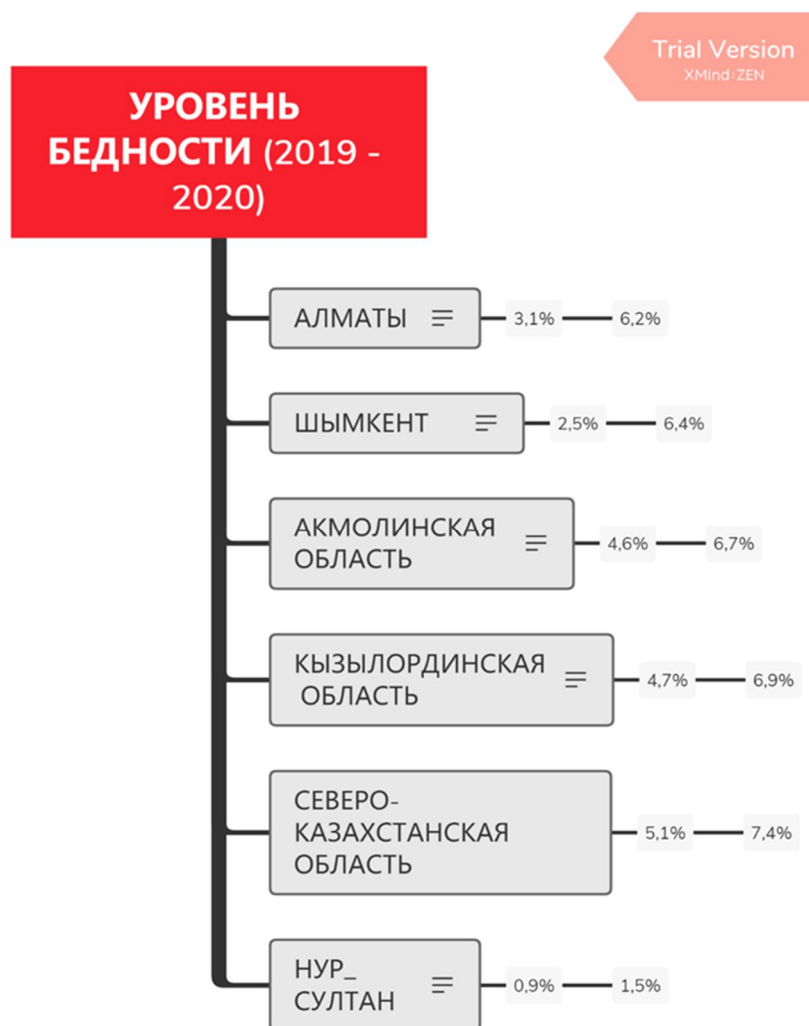 Trial Version
XMind:ZEN
УРОВЕНЬ
БЕДНОСТИ (2019 -
2020)
АЛМАТЫ 3,1% 6,2%
ШЫМКЕНТ 2,5% 6,4%
АКМОЛИНСКАЯ
ОБЛАСТЬ 4,6% 6,7%
КЫЗЫЛОРДИНСКАЯ
ОБЛАСТЬ 4,7% 6,9%
СЕВЕРО-
КАЗАХСТАНСКАЯ 5,1% 7,4%
ОБЛАСТЬ
НУР_
СУЛТАН 0,9% 1,5%